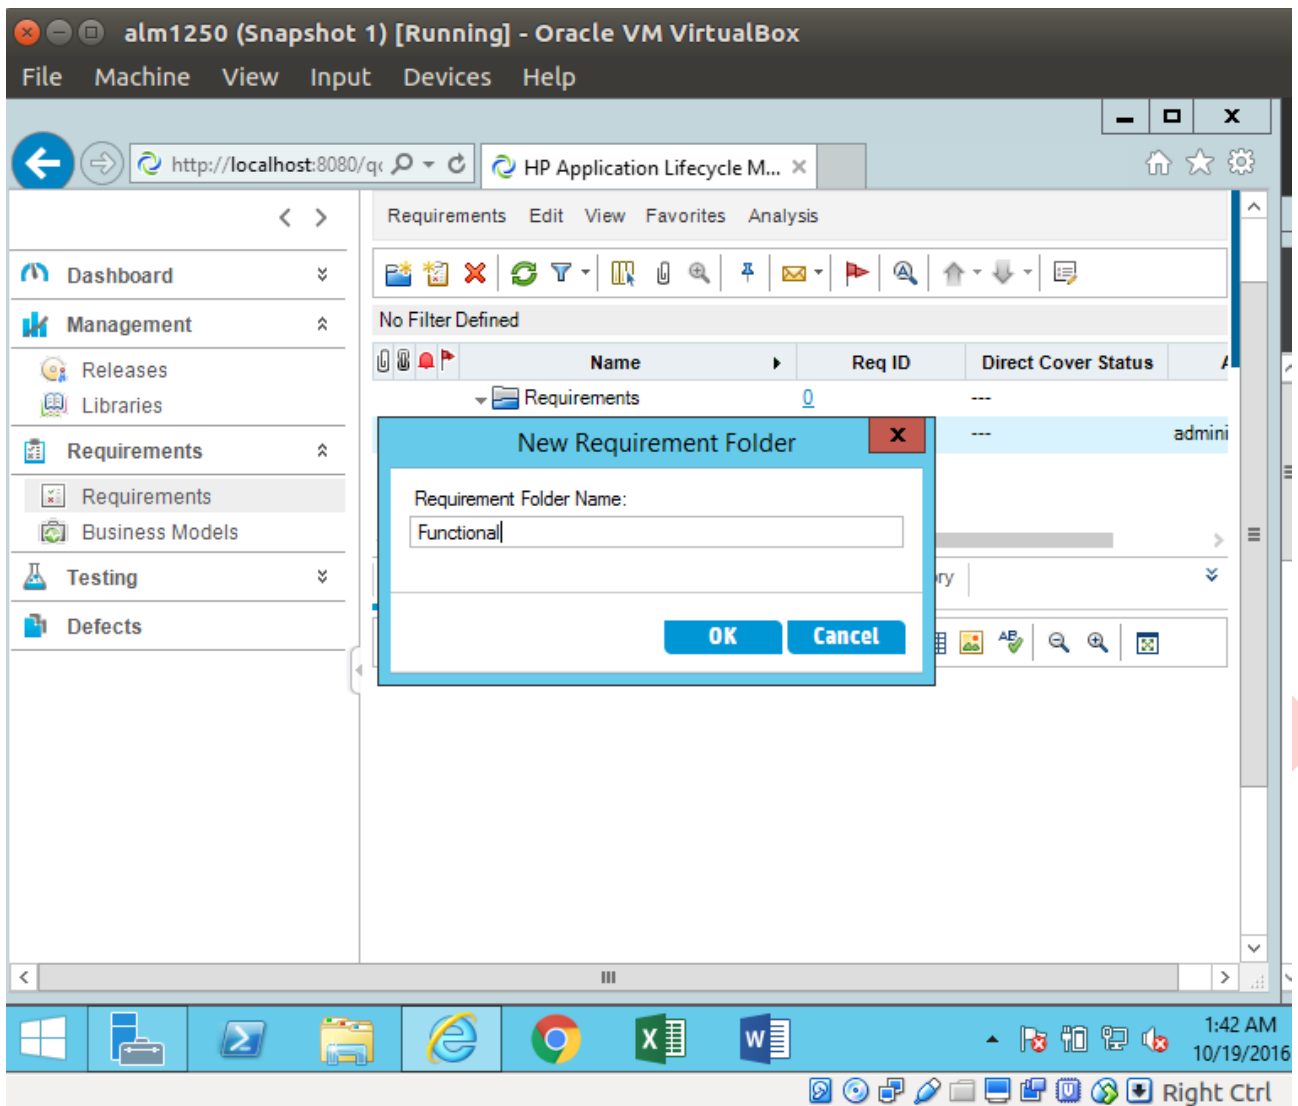 alm1250 (Snapshot 1) [Running] - Oracle VM VirtualBox
File Machine View Input Devices Help
http://localhost:8080/qc
HP Application Lifecycle M...
Requirements Edit View Favorites Analysis
Dashboard
No Filter Defined
Management
Name Req ID Direct Cover Status
Releases
Requirements 0 ---
Libraries
New Requirement Folder
--- admini
Requirements
Requirement Folder Name:
Requirements
Functional
Business Models
Testing
ry
Defects
OK Cancel
1:42 AM
10/19/2016
Right Ctrl